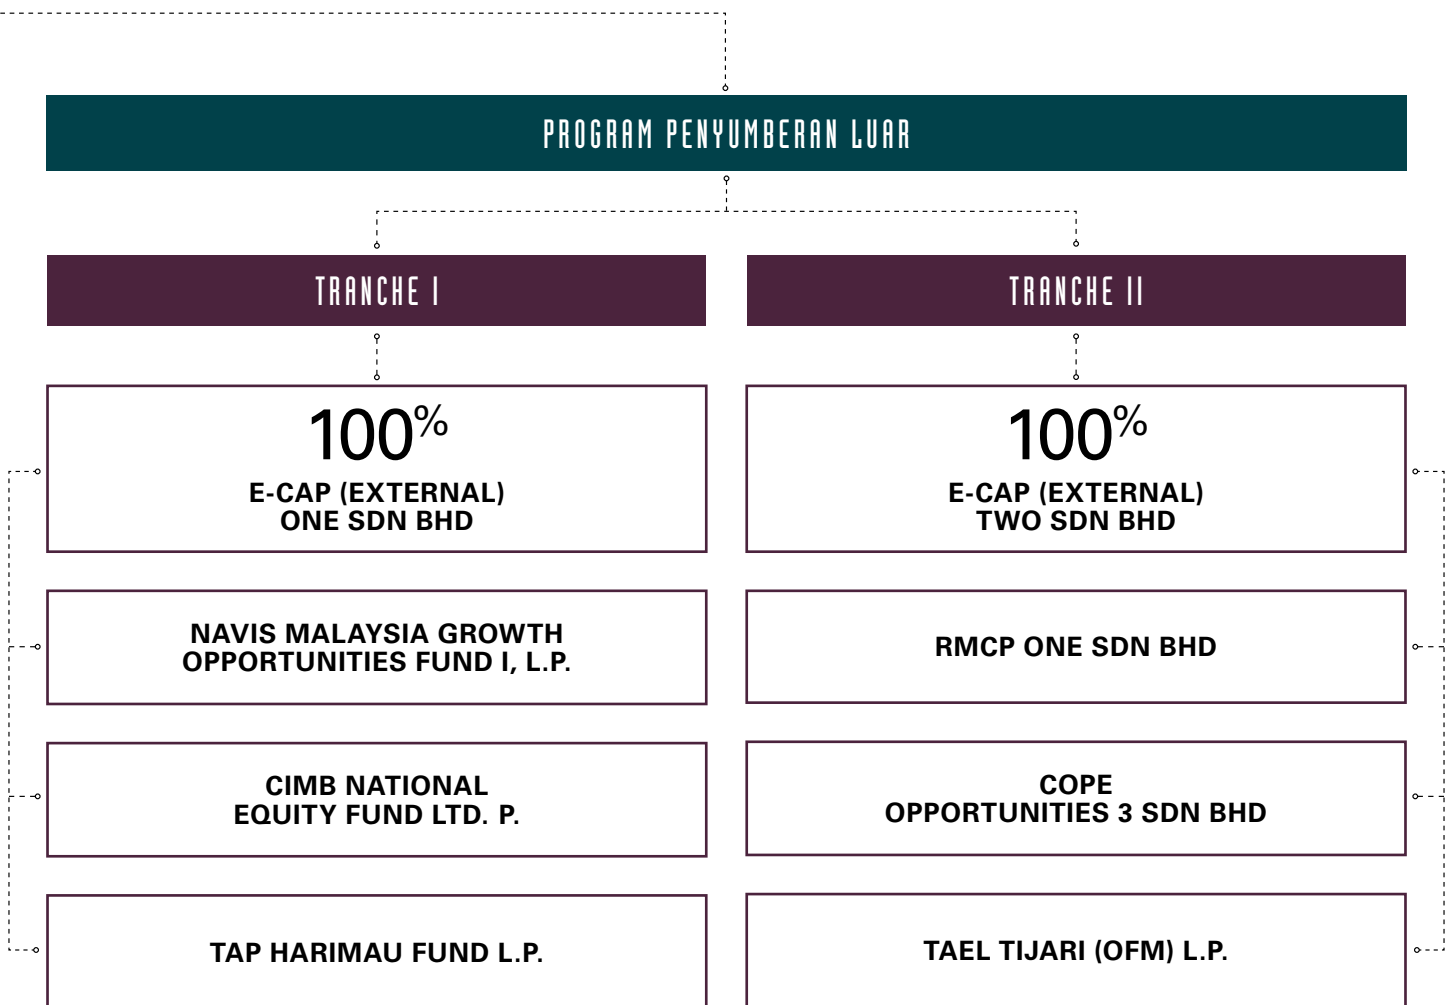 PROGRAM PENYUMBERAN LUAR
TRANCHE I
100%
E-CAP (EXTERNAL)
ONE SDN BHD
NAVIS MALAYSIA GROWTH
OPPORTUNITIES FUND I, L.P.
CIMB NATIONAL
EQUITY FUND LTD. P.
TAP HARIMAU FUND L.P.
TRANCHE II
100%
E-CAP (EXTERNAL)
TWO SDN BHD
RMCP ONE SDN BHD
COPE
OPPORTUNITIES 3 SDN BHD
TAEL TIJARI (OFM) L.P.